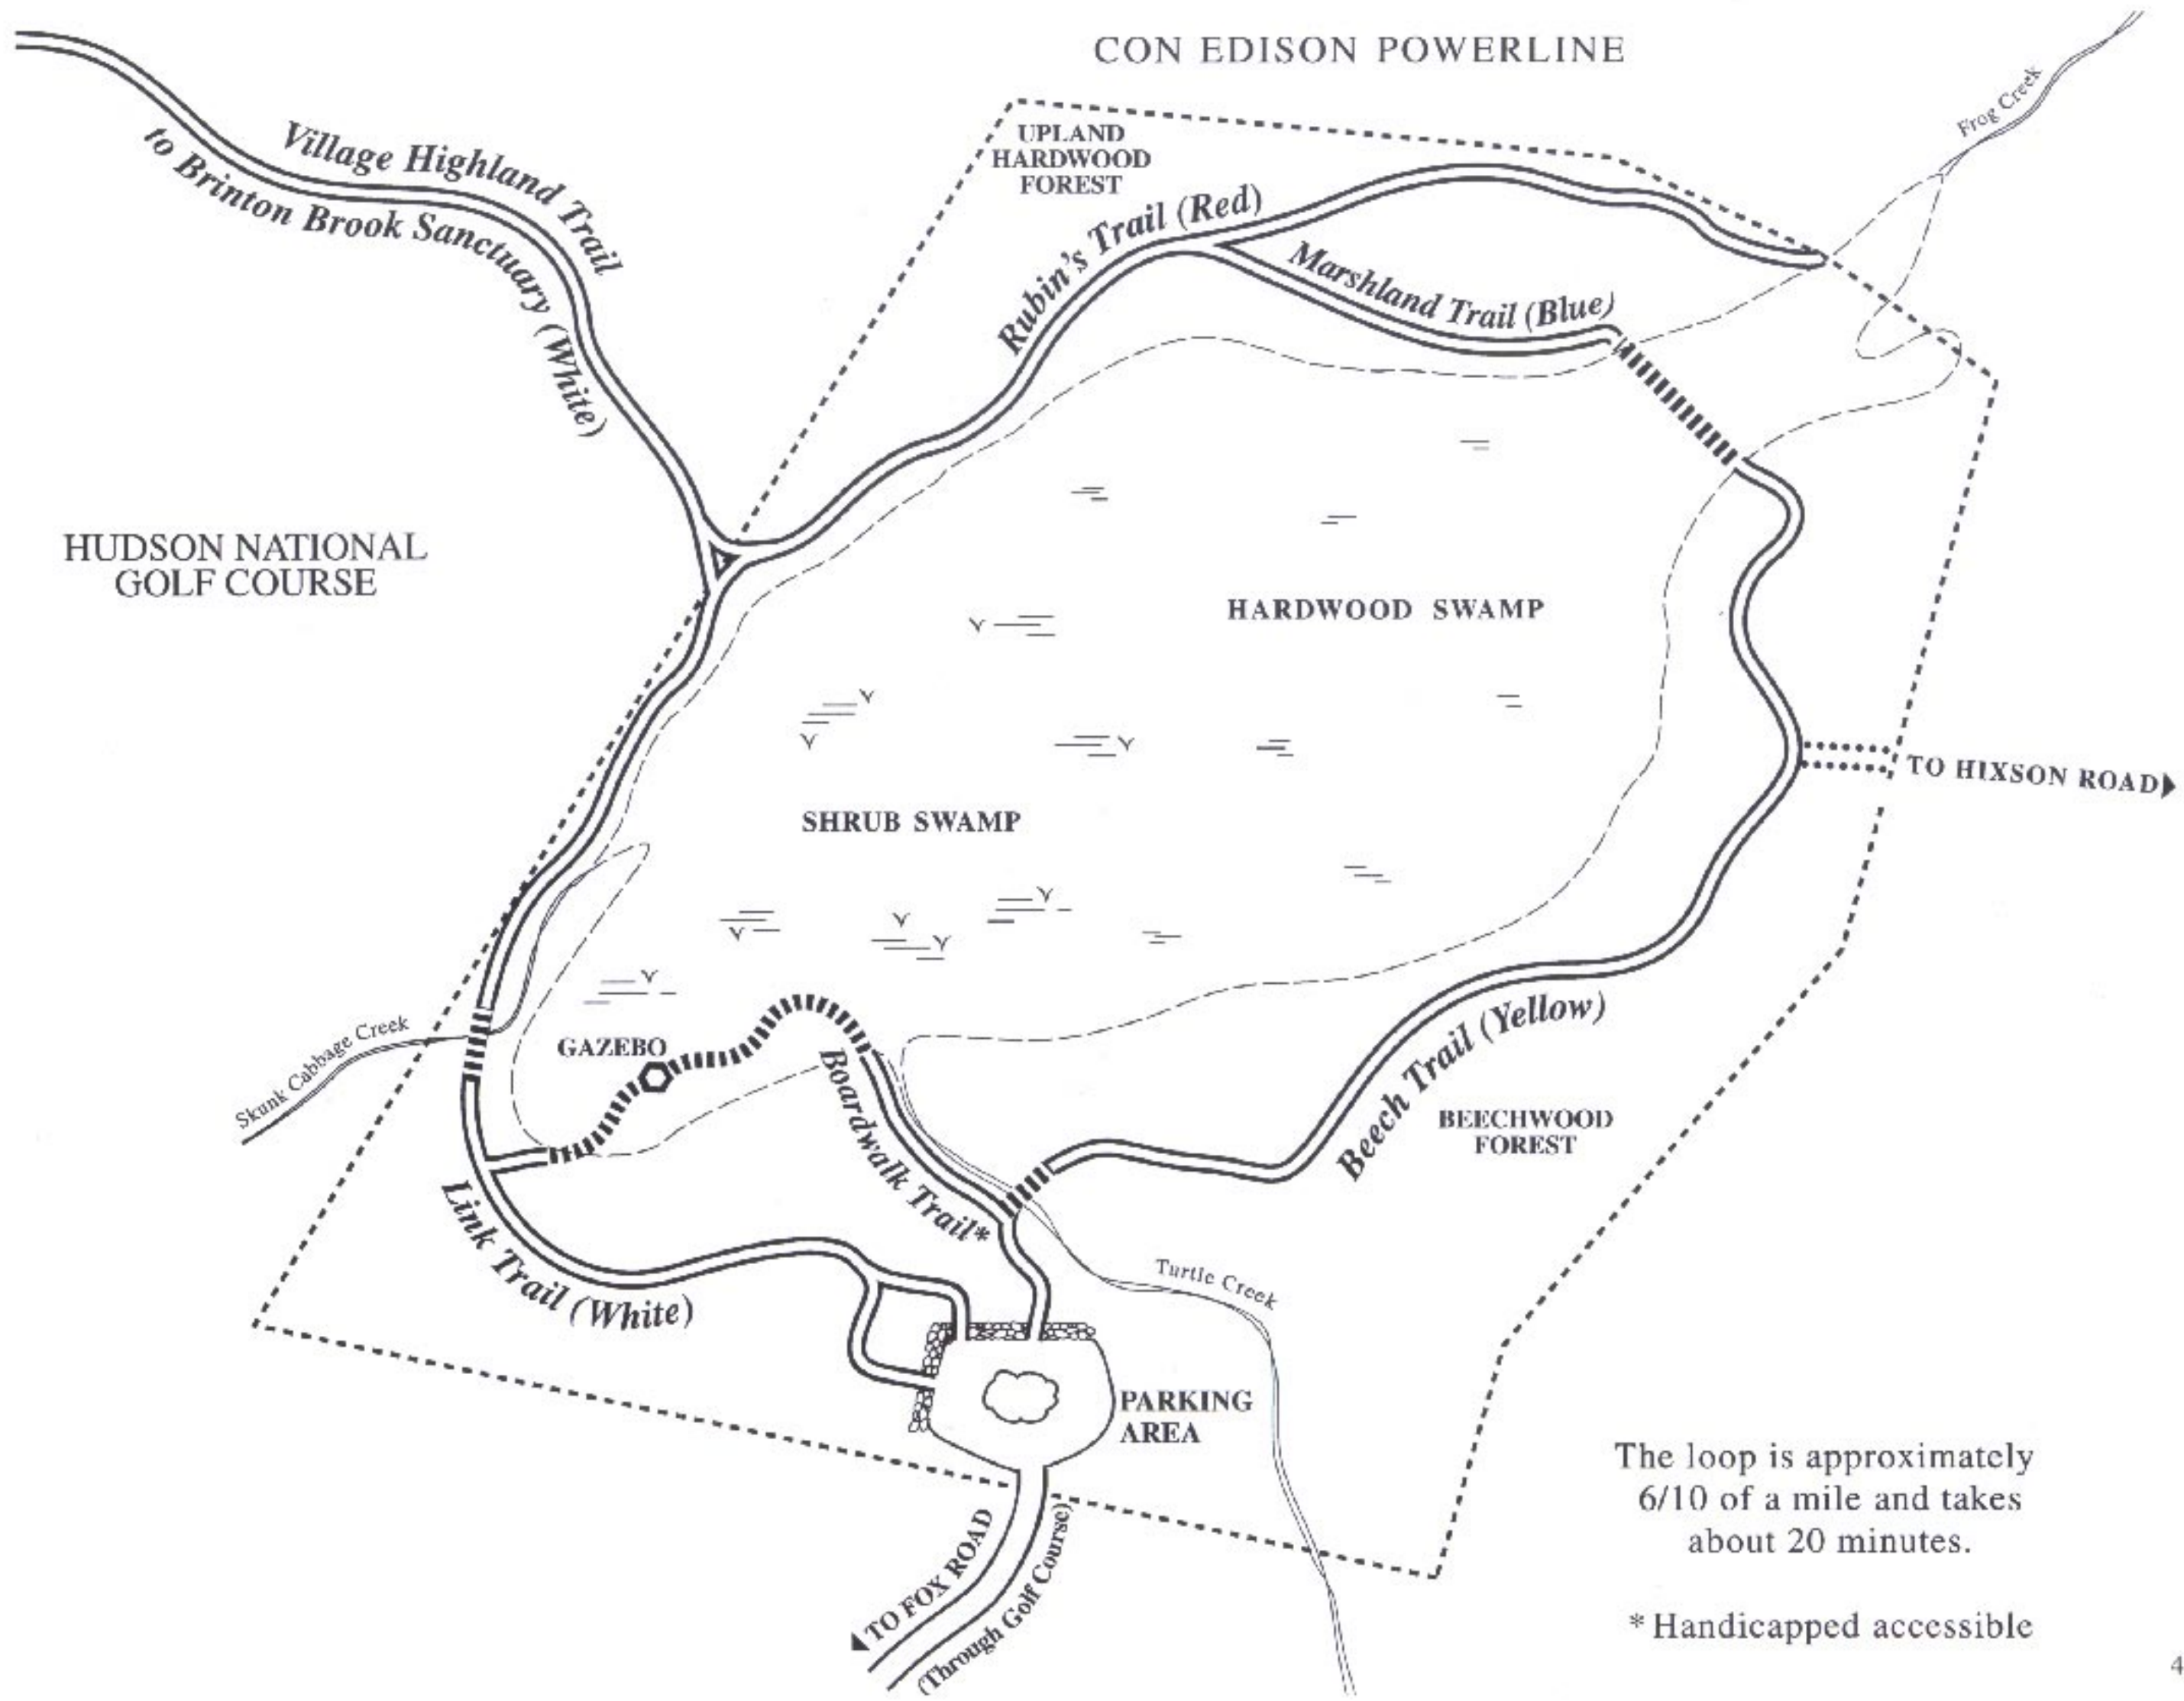 CON EDISON POWERLINE
Frog Creek
UPLAND
HARDWOOD
FOREST
Village Highland Trail
to Brinton Brook Sanctuary (White)
Rubin's Trail (Red)
Marshland Trail (Blue)
HUDSON NATIONAL
GOLF COURSE
HARDWOOD SWAMP
TO HIXSON ROAD
SHRUB SWAMP
Skunk Cabbage Creek
GAZEBO
Boardwalk Trail*
Beech Trail (Yellow)
BEECHWOOD
FOREST
Link Trail (White)
Turtle Creek
PARKING
AREA
TO FOX ROAD
(Through Golf Course)
The loop is approximately
6/10 of a mile and takes
about 20 minutes.
* Handicapped accessible
4